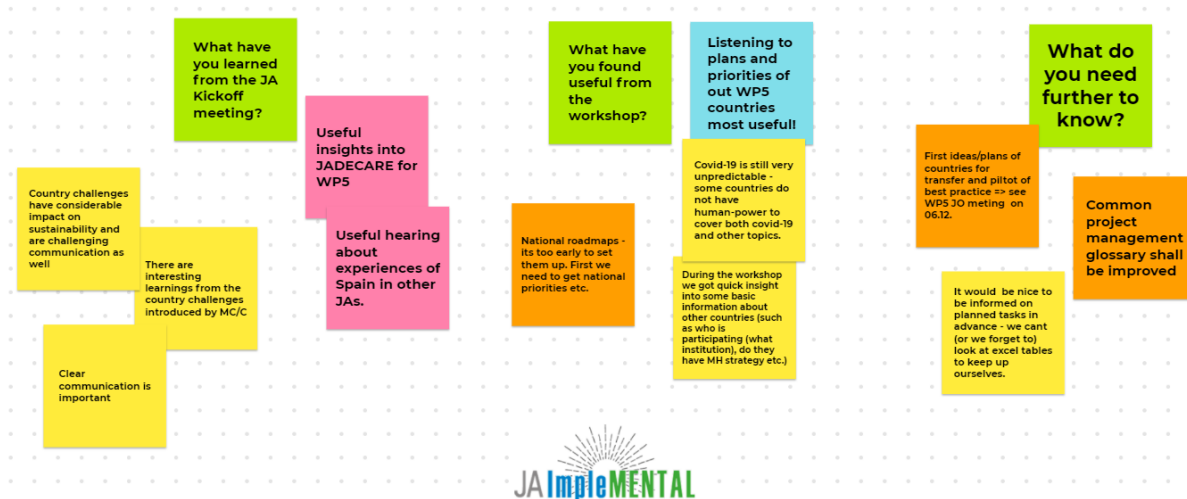 What have
you learned
from the JA
Kickoff
meeting?
Useful
insights into
JADECARE for
WP5
Country challenges
have considerable
impact on
sustainability and
are challenging
communication as
well
There are
interesting
learnings from the
country challenges
introduced by MC/C
Useful hearing
about
experiences of
Spain in other
JAs.
Clear
communication is
important
What have
you found
useful from
the
workshop?
Listening to
plans and
priorities of
out WP5
countries
most useful!
Covid-19 is still very
unpredictable -
some countries do
not have
human-power to
cover both covid-19
and other topics.
National roadmaps -
its too early to set
them up. First we
need to get national
priorities etc.
During the workshop
we got quick insight
into some basic
information about
other countries (such
as who is
participating (what
institution), do they
have MH strategy etc.)
What do
you need
further to
know?
First ideas/plans of
countries for
transfer and piltot of
best practice => see
WP5 JO meting on
06.12.
Common
project
management
glossary shall
be improved
It would be nice to
be informed on
planned tasks in
advance - we cant
(or we forget to)
look at excel tables
to keep up
ourselves.
JA ImpleMENTAL